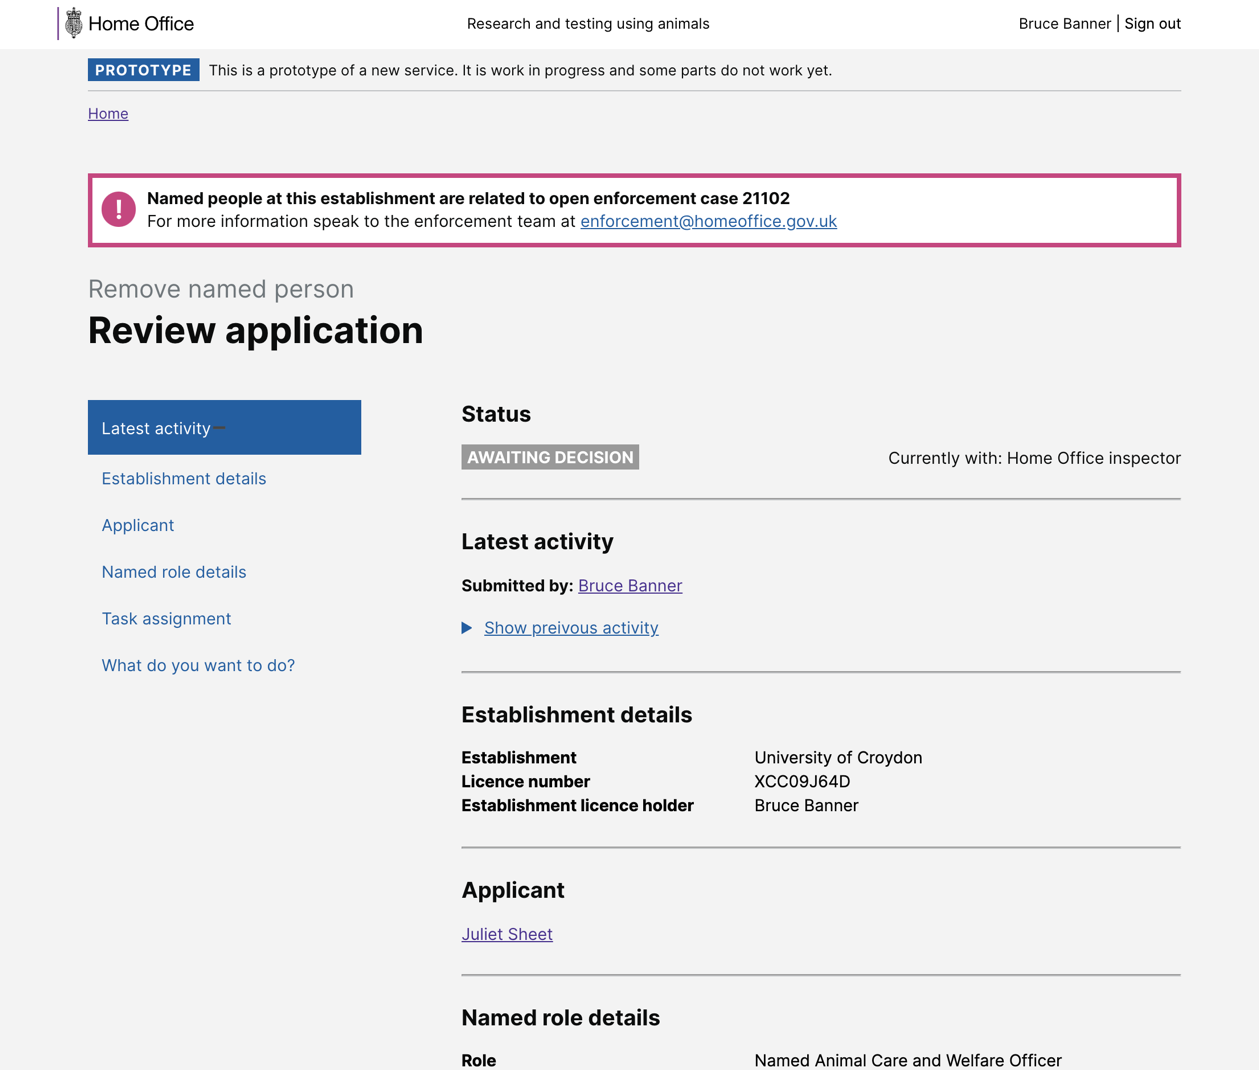 Home Office
Research and testing using animals
Bruce Banner | Sign out
PROTOTYPE This is a prototype of a new service. It is work in progress and some parts do not work yet.
Home
! Named people at this establishment are related to open enforcement case 21102
For more information speak to the enforcement team at enforcement@homeoffice.gov.uk
Remove named person
Review application
Latest activity
Establishment details
Applicant
Named role details
Task assignment
What do you want to do?
Status
AWAITING DECISION Currently with: Home Office inspector
Latest activity
Submitted by: Bruce Banner
Show preivous activity
Establishment details
Establishment University of Croydon
Licence number XCC09J64D
Establishment licence holder Bruce Banner
Applicant
Juliet Sheet
Named role details
Role Named Animal Care and Welfare Officer